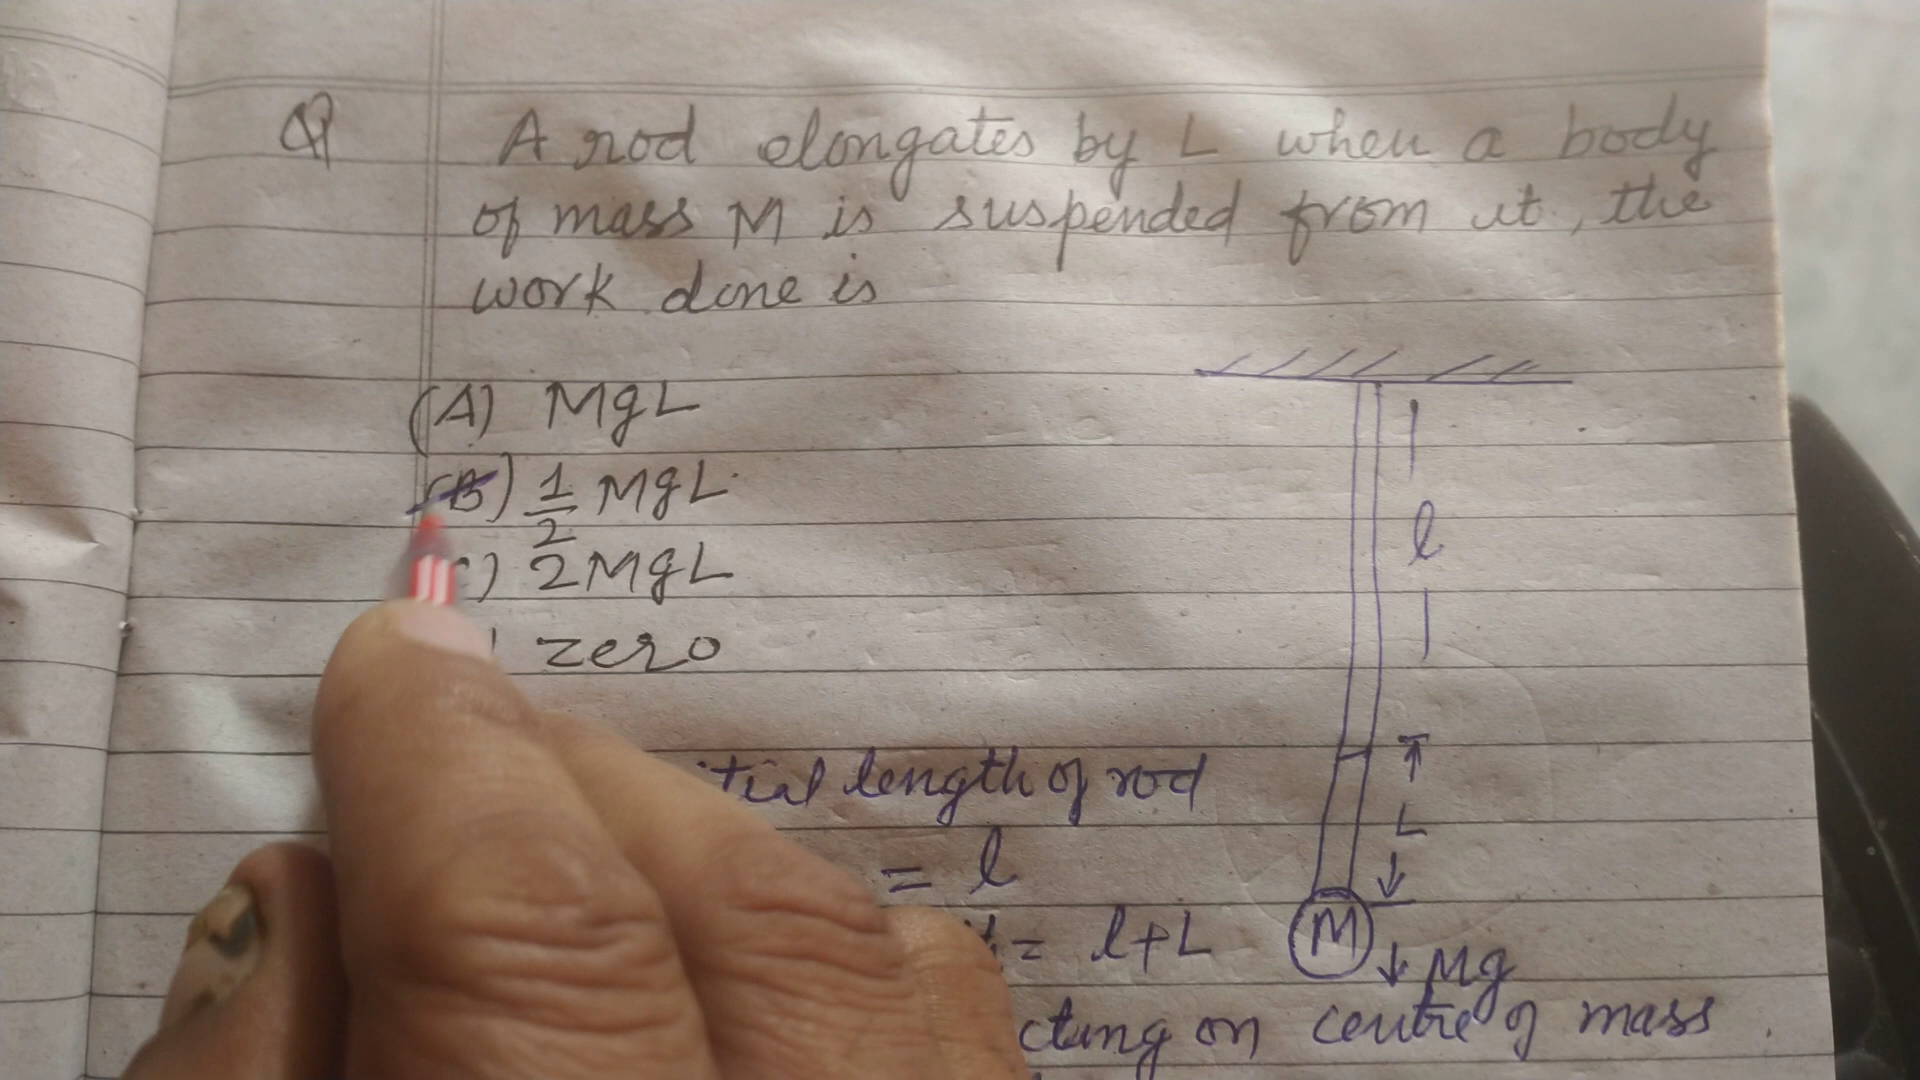 Q A rod elongates by L when a body
of mass M is suspended from it, the
work done is
(A) MgL
(B) 1/2 MgL
) 2MgL
) zero
l
L
M
Mg
tial length of rod
= l
= l+L
cting on centre of mass